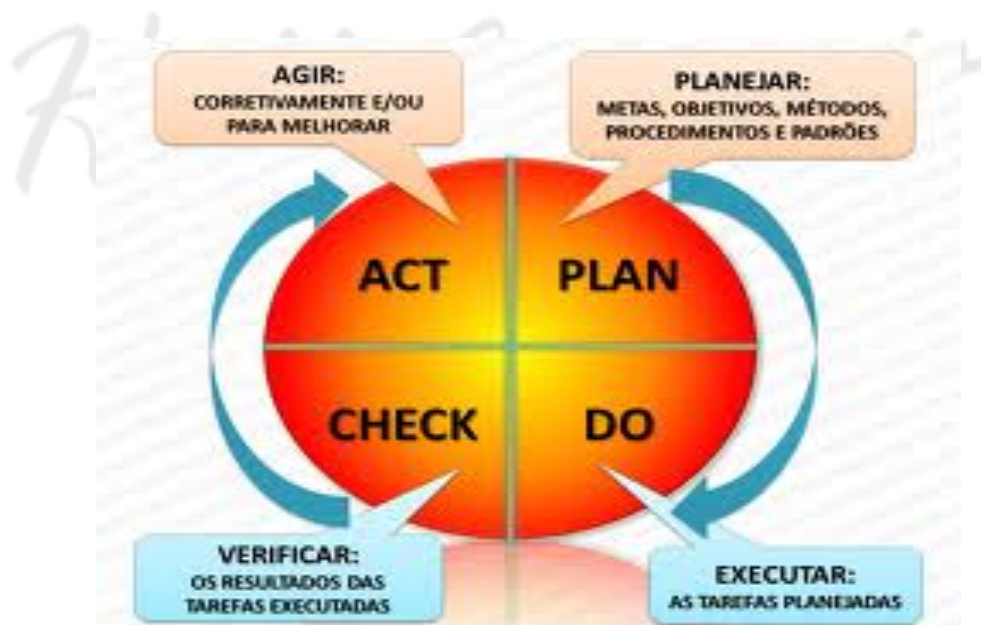 AGIR:
CORRETIVAMENTE E/OU
PARA MELHORAR
PLANEJAR:
METAS, OBJETIVOS, MÉTODOS,
PROCEDIMENTOS E PADRÕES
ACT
PLAN
CHECK
DO
VERIFICAR:
OS RESULTADOS DAS
TAREFAS EXECUTADAS
EXECUTAR:
AS TAREFAS PLANEJADAS